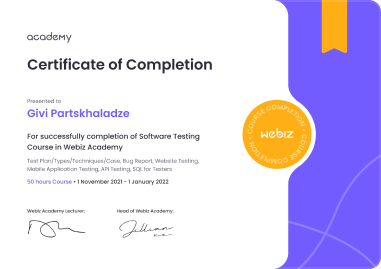 academy
Certificate of Completion
Presented to
Givi Partskhaladze
For successfully completion of Software Testing
Course in Webiz Academy
Test Plan/Types/Techniques/Case, Bug Report, Website Testing,
Mobile Application Testing, API Testing, SQL for Testers
50 hours Course • 1 November 2021 - 1 January 2022
COURSE COMPLETION • COURSE COMPLETION •
webiz
Webiz Academy Lecturer:
Head of Webiz Academy:
Jillian